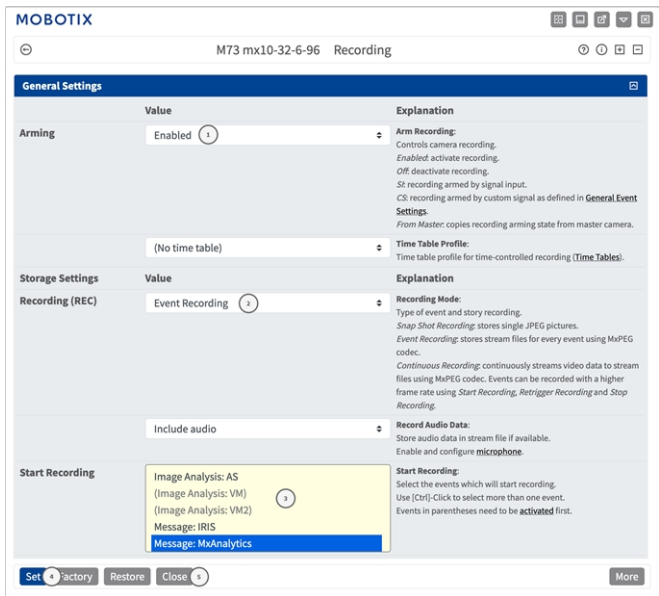 MOBOTIX
M73 mx10-32-6-96 Recording
General Settings
Value Explanation
Arming Enabled 1 Arm Recording:
Controls camera recording.
Enabled: activate recording.
Off: deactivate recording.
SI: recording armed by signal input.
CS: recording armed by custom signal as defined in General Event
Settings.
From Master: copies recording arming state from master camera.
(No time table) Time Table Profile:
Time table profile for time-controlled recording (Time Tables).
Storage Settings Value Explanation
Recording (REC) Event Recording 2 Recording Mode:
Type of event and story recording.
Snap Shot Recording: stores single JPEG pictures.
Event Recording: stores stream files for every event using MxPEG
codec.
Continuous Recording: continuously streams video data to stream
files using MxPEG codec. Events can be recorded with a higher
frame rate using Start Recording, Retrigger Recording and Stop
Recording.
Include audio Record Audio Data:
Store audio data in stream file if available.
Enable and configure microphone.
Start Recording Image Analysis: AS Start Recording:
(Image Analysis: VM) Select the events which will start recording.
(Image Analysis: VM2) 3 Use [Ctrl]-Click to select more than one event.
Message: IRIS Events in parentheses need to be activated first.
Message: MxAnalytics
Set 4 Factory Restore Close 5 More